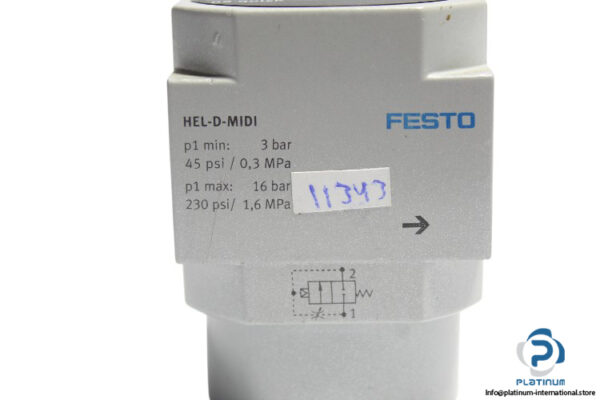 HEL-D-MIDI
FESTO
p1 min: 3 bar
45 psi / 0,3 MPa
p1 max: 16 bar
230 psi/ 1,6 MPa
11343
2
1
PLATINUM
https://platinum-international.store